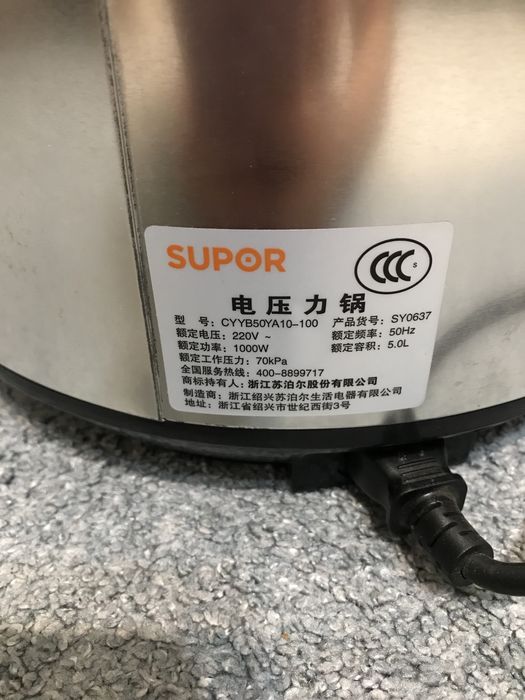 SUPOR
CCC S
电压力锅
型 号: CYYB50YA10-100 产品货号: SY0637
额定电压: 220V ~ 额定频率: 50Hz
额定功率: 1000W 额定容积: 5.0L
额定工作压力: 70kPa
全国服务热线: 400-8899717
商标持有人: 浙江苏泊尔股份有限公司
制造商: 浙江绍兴苏泊尔生活电器有限公司
地址: 浙江省绍兴市世纪西街3号